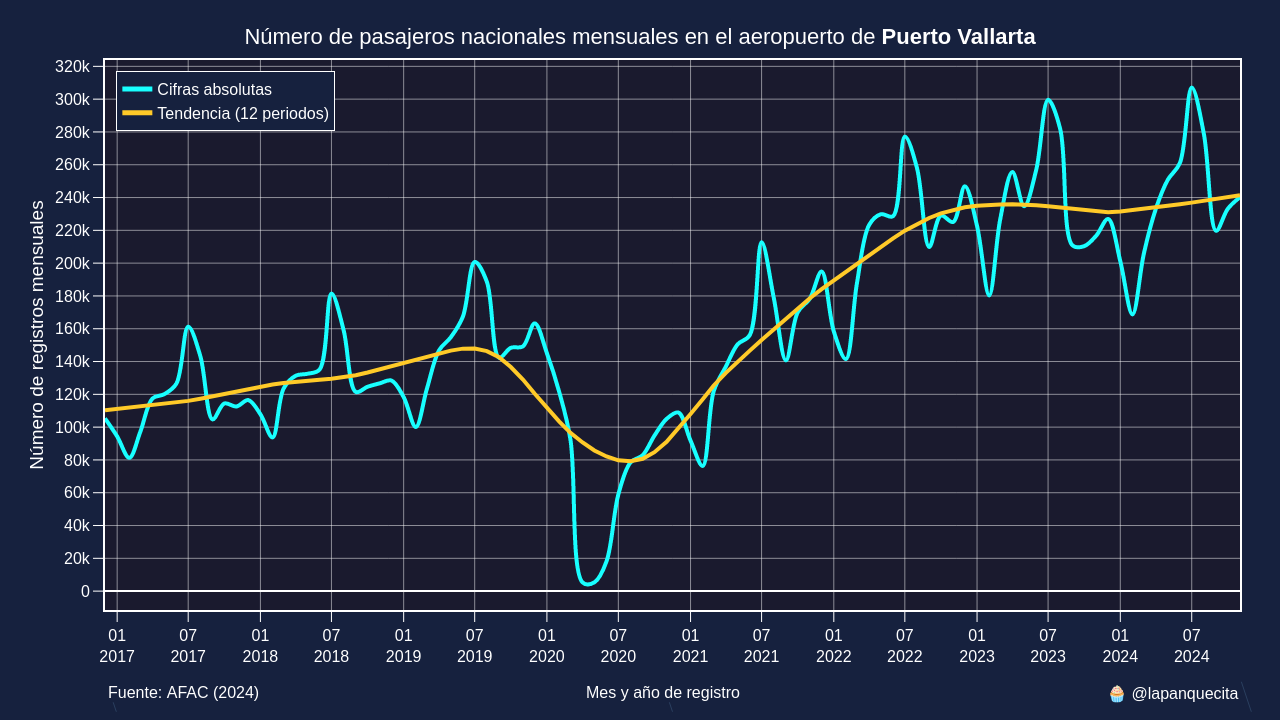 Número de pasajeros nacionales mensuales en el aeropuerto de Puerto Vallarta
Cifras absolutas
Tendencia (12 periodos)
Número de registros mensuales
320k
300k
280k
260k
240k
220k
200k
180k
160k
140k
120k
100k
80k
60k
40k
20k
0
01 07 01 07 01 07 01 07 01 07 01 07 01 07 01 07
2017 2017 2018 2018 2019 2019 2020 2020 2021 2021 2022 2022 2023 2023 2024 2024
Fuente: AFAC (2024) Mes y año de registro 🧁 @lapanquecita